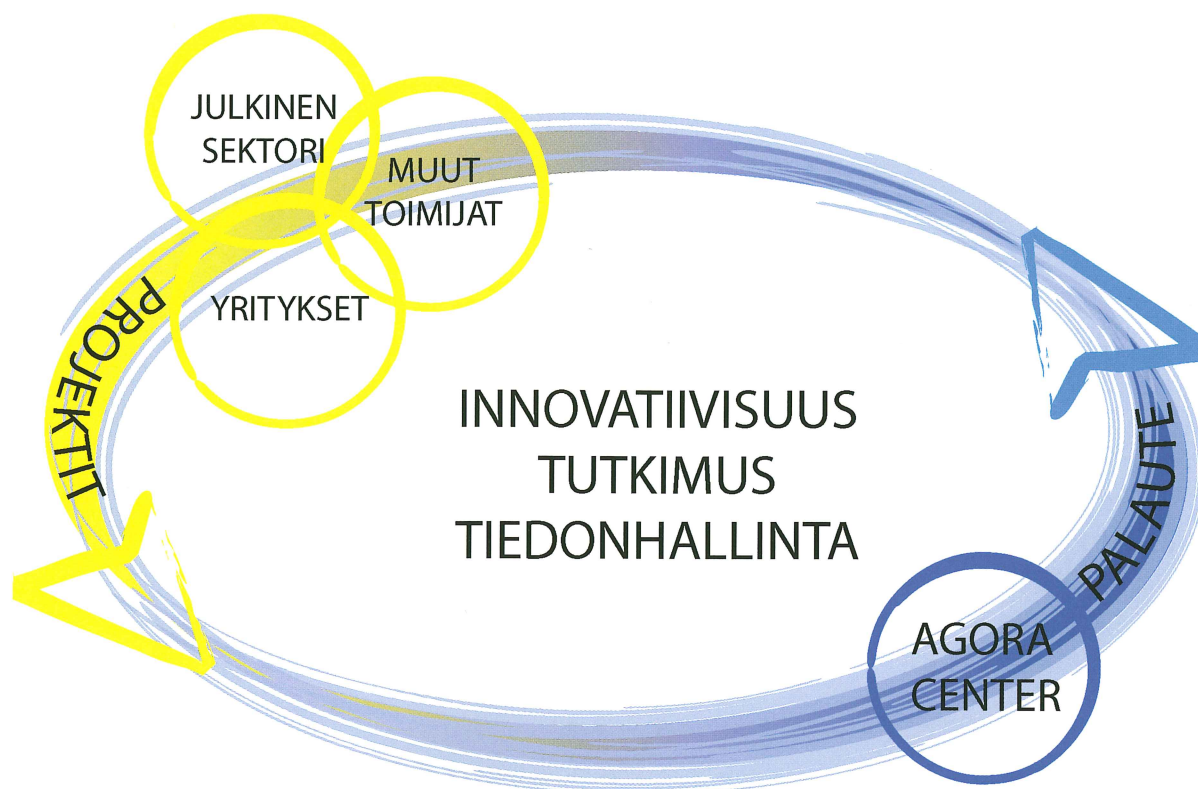 JULKINEN
SEKTORI
MUUT
TOIMIJAT
YRITYKSET
PROJEKTIT
INNOVATIIVISUUS
TUTKIMUS
TIEDONHALLINTA
PALAUTE
AGORA
CENTER